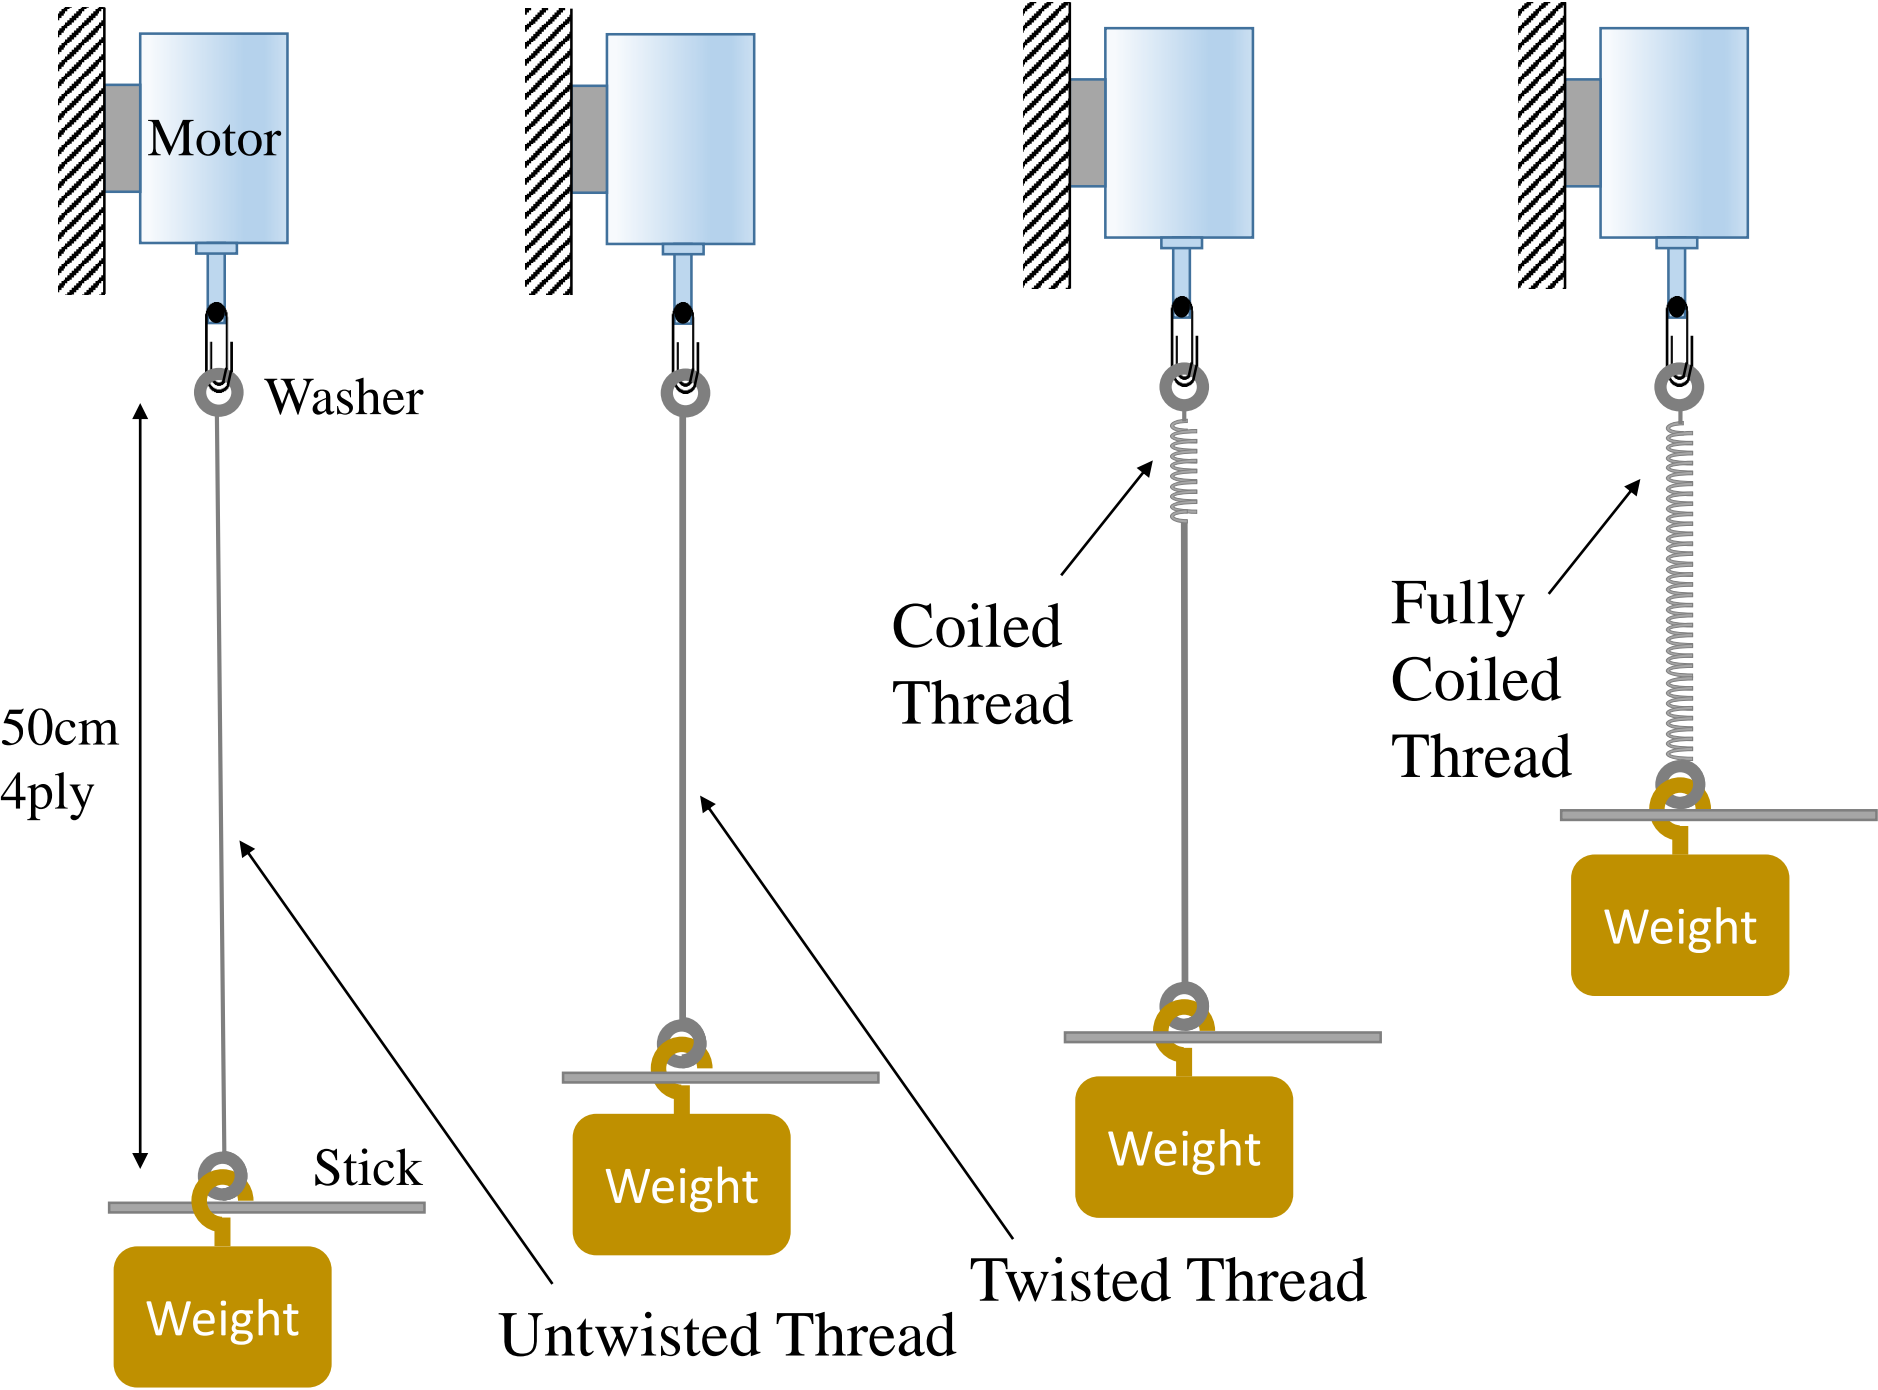 Motor
Washer
50cm
4ply
Stick
Weight
Untwisted Thread
Weight
Twisted Thread
Coiled
Thread
Weight
Fully
Coiled
Thread
Weight